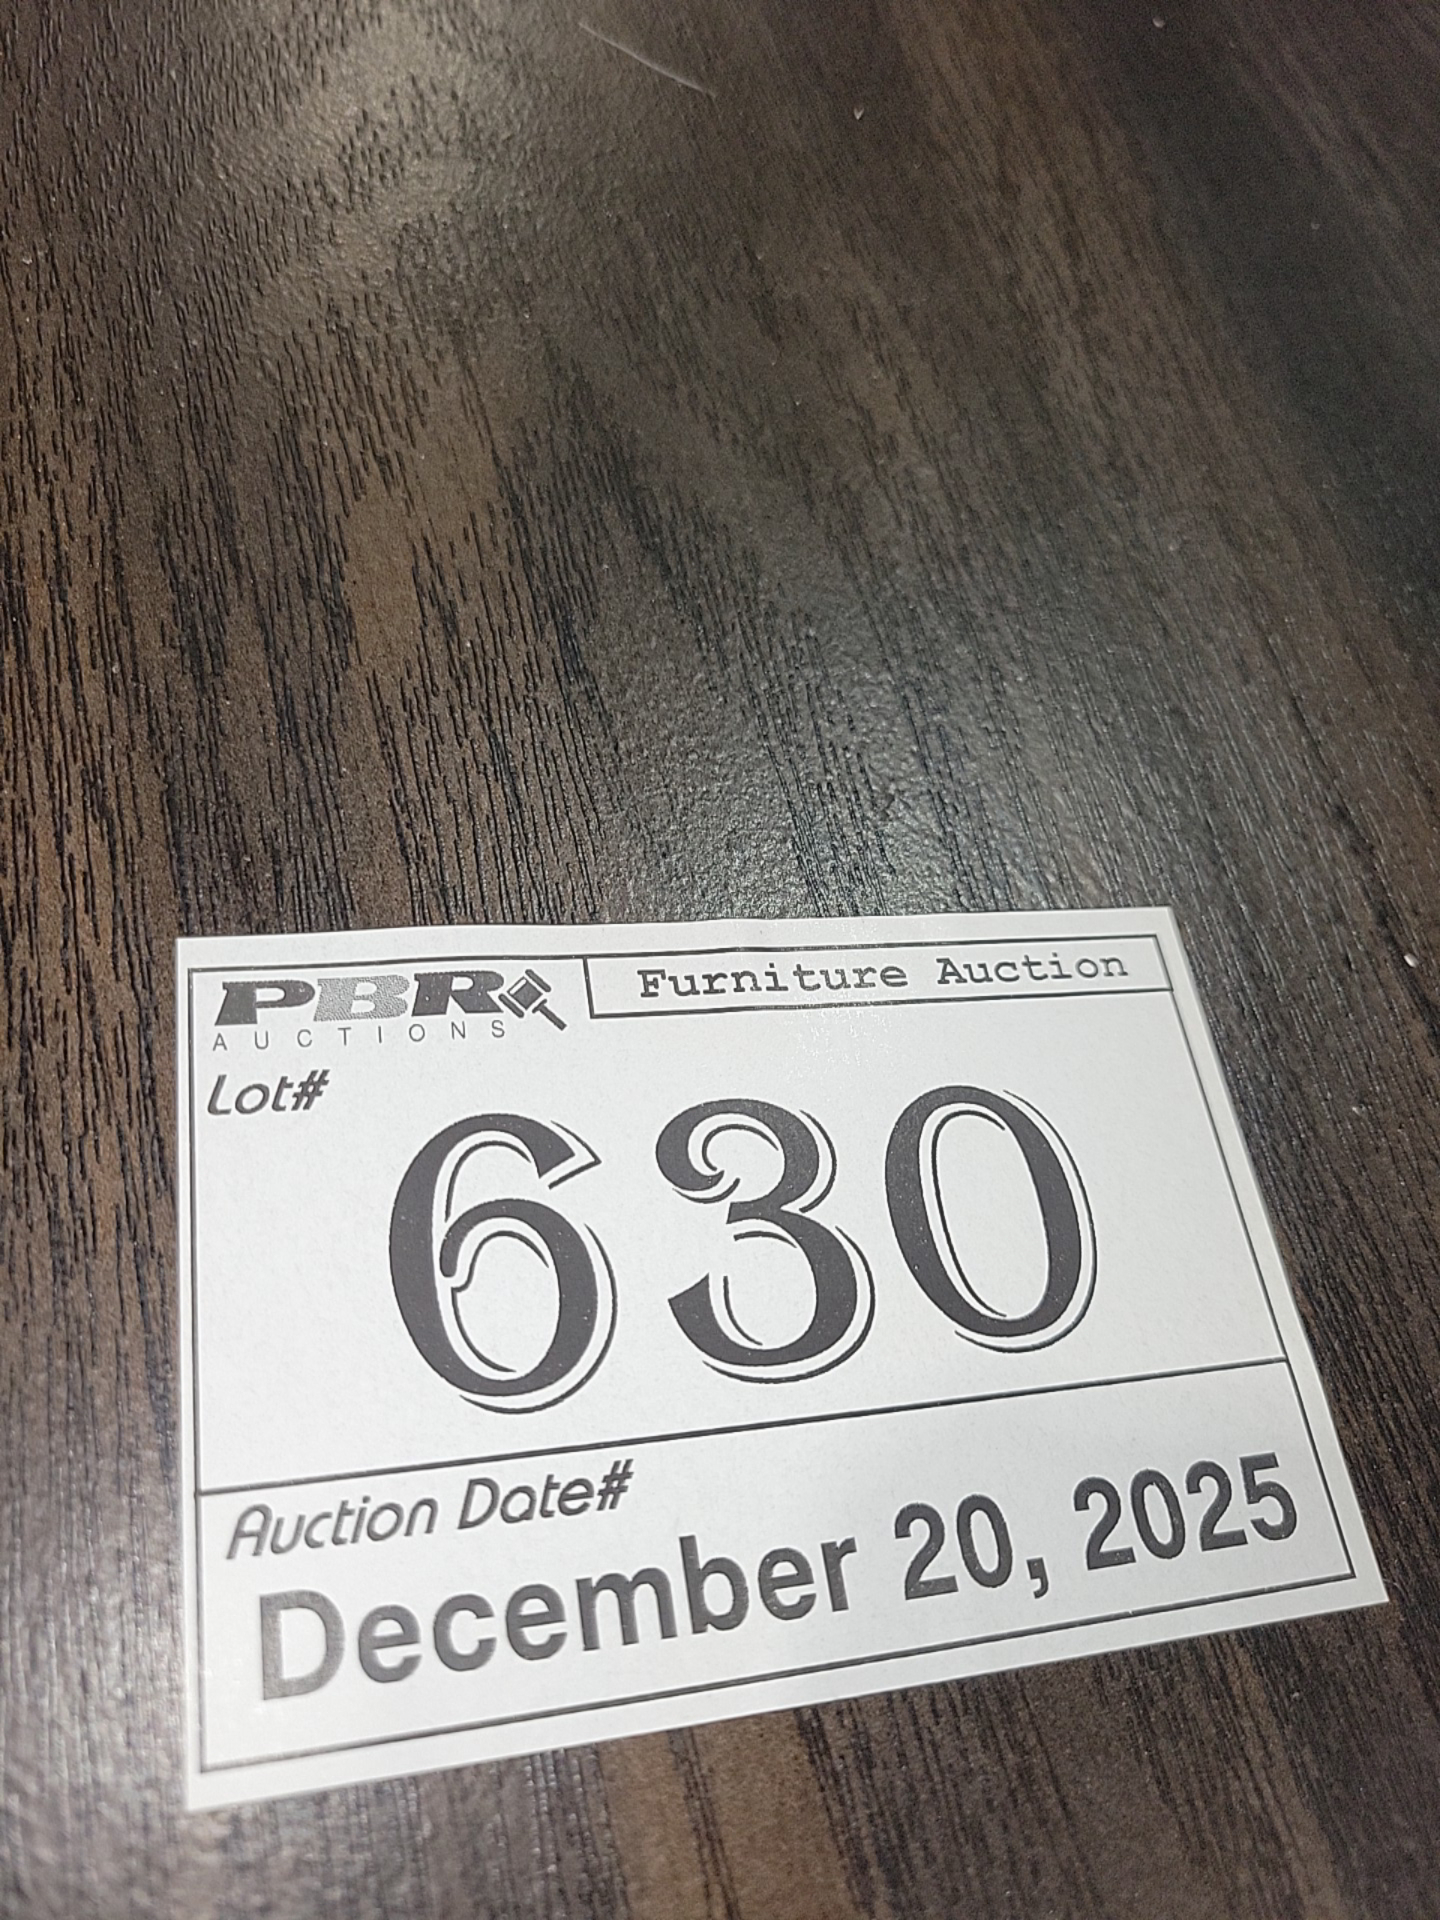 PBR
AUCTIONS
Furniture Auction
Lot#
630
Auction Date#
December 20, 2025